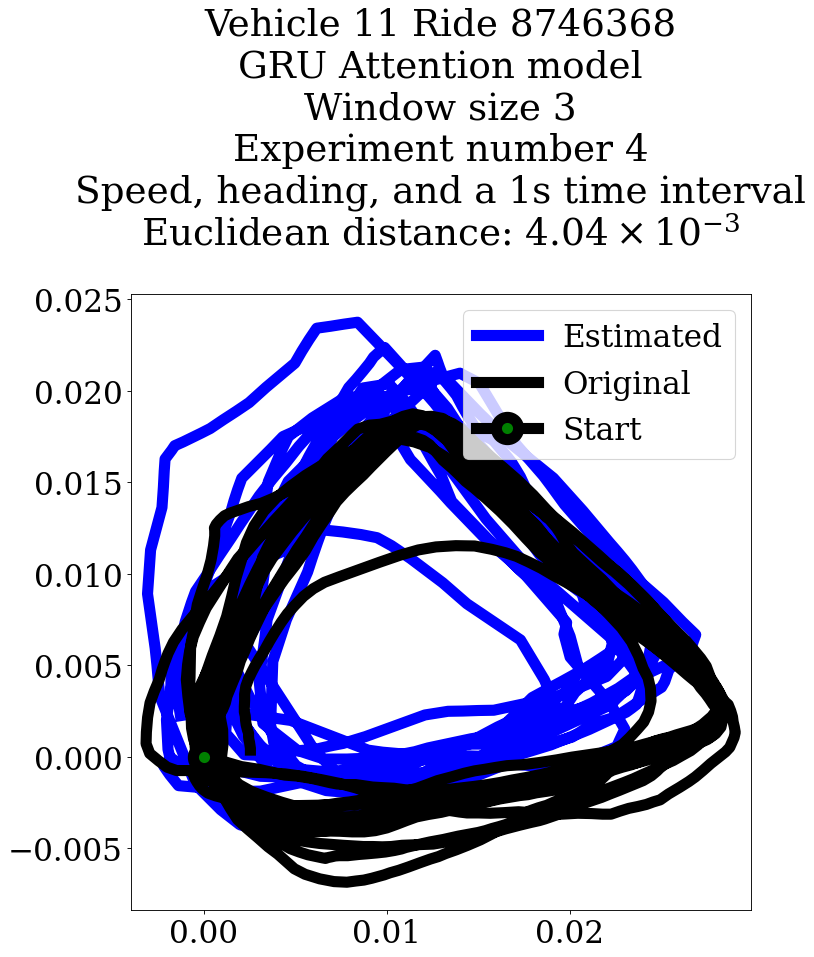 Vehicle 11 Ride 8746368
GRU Attention model
Window size 3
Experiment number 4
Speed, heading, and a 1s time interval
Euclidean distance: 4.04 × 10⁻³
Estimated
Original
Start
0.025
0.020
0.015
0.010
0.005
0.000
−0.005
0.00 0.01 0.02